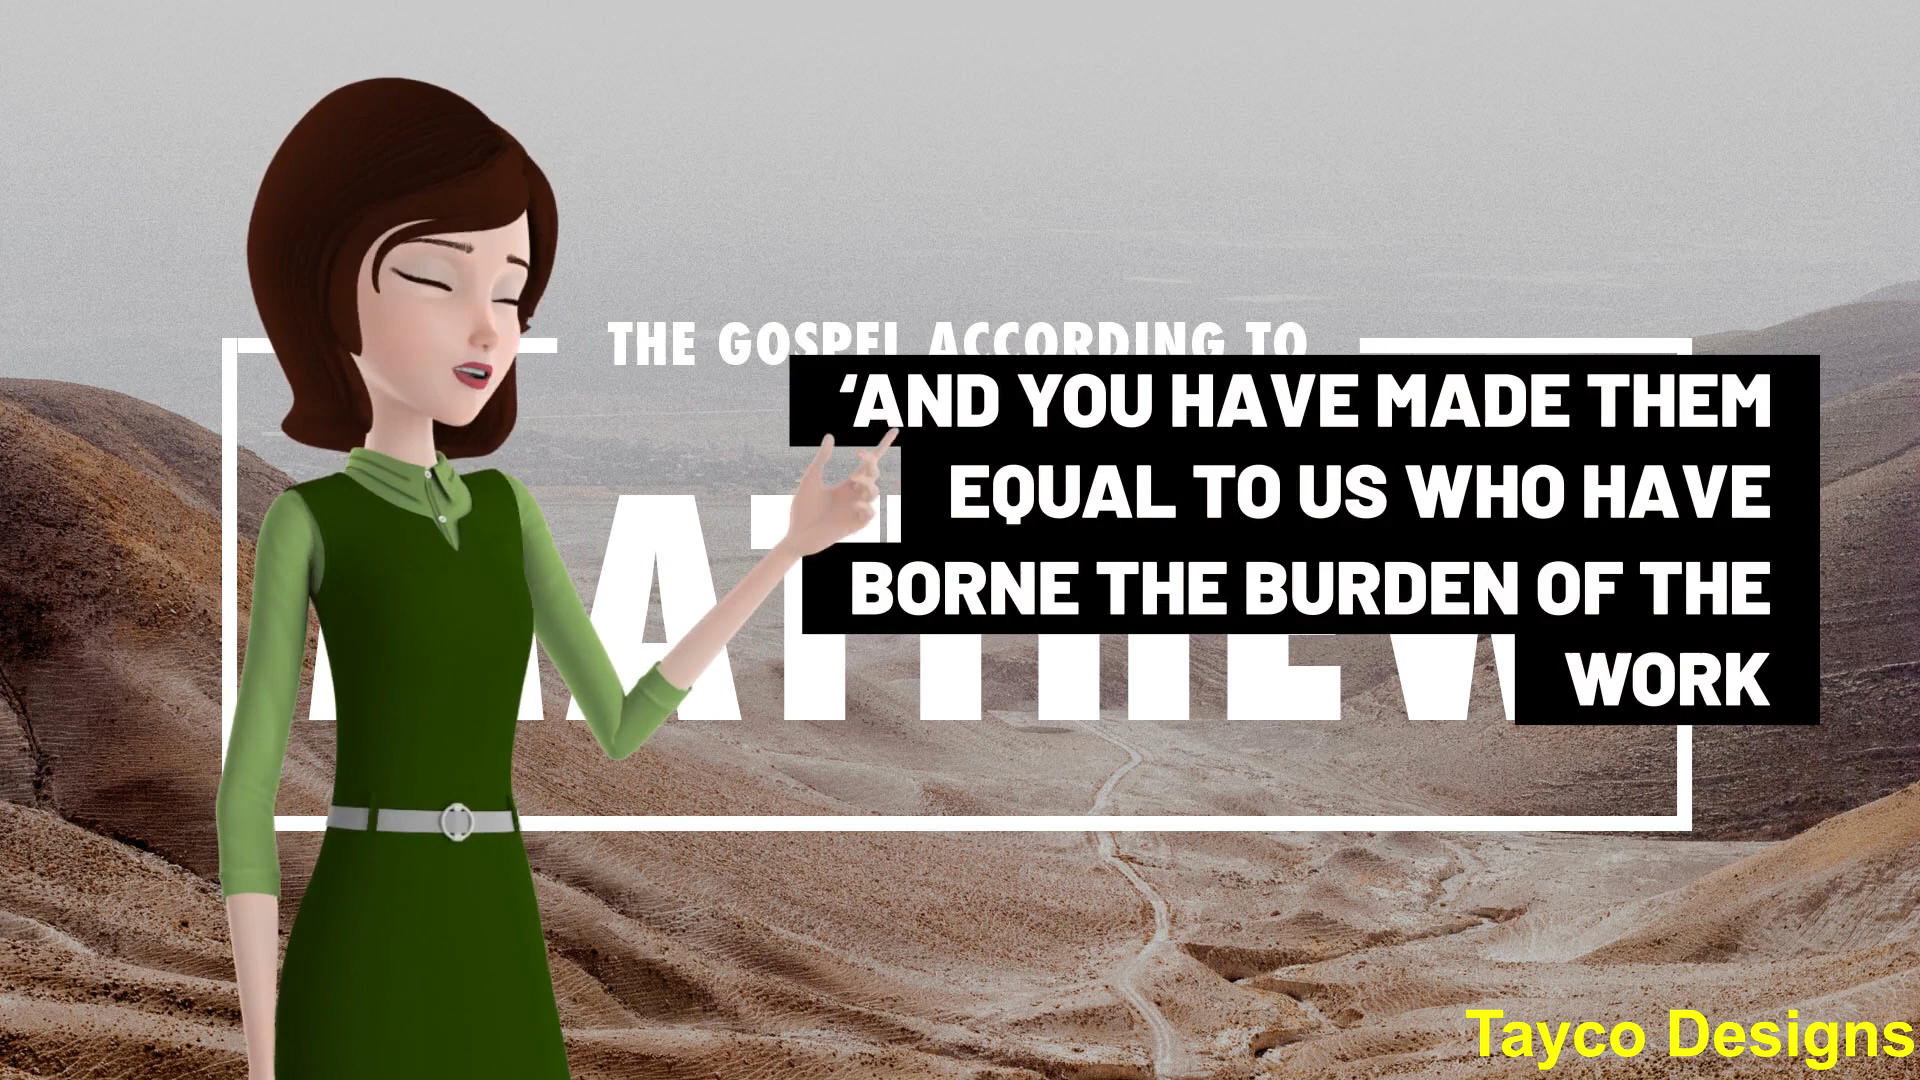 THE GOSPEL ACCORDING TO
MATTHEW
‘AND YOU HAVE MADE THEM
EQUAL TO US WHO HAVE
BORNE THE BURDEN OF THE
WORK
Tayco Designs